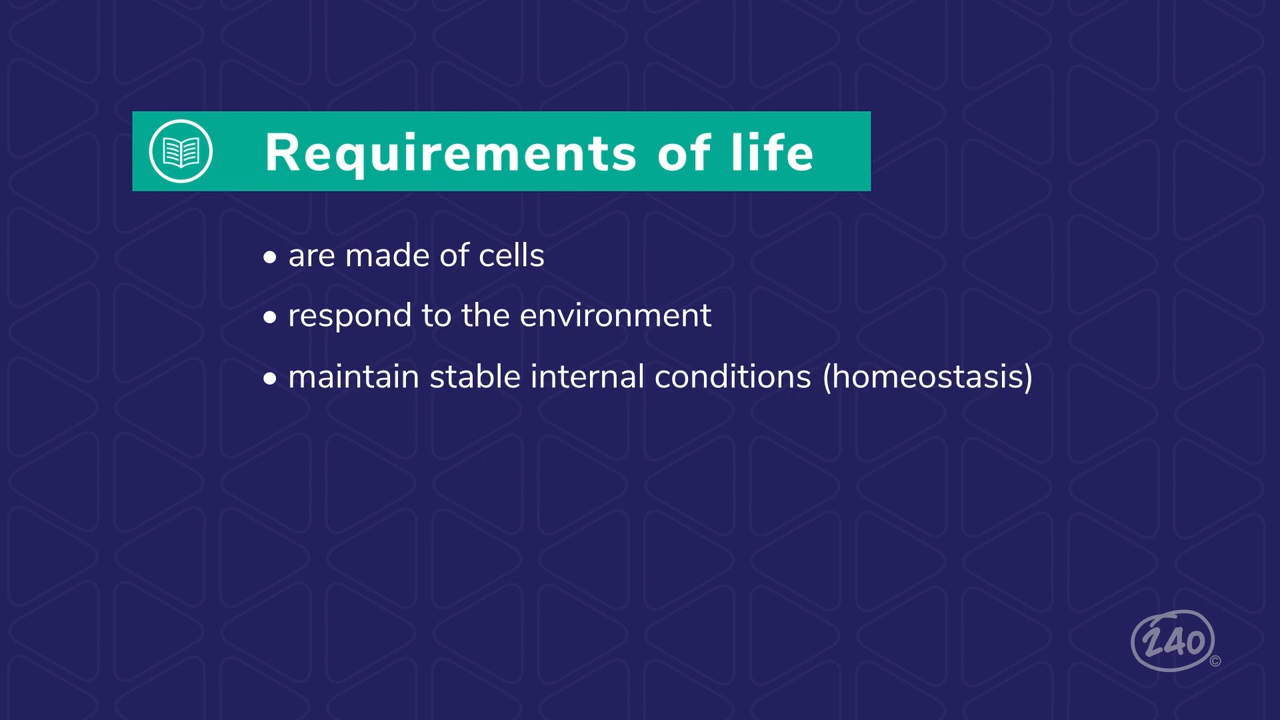 Requirements of life
• are made of cells
• respond to the environment
• maintain stable internal conditions (homeostasis)
240
©